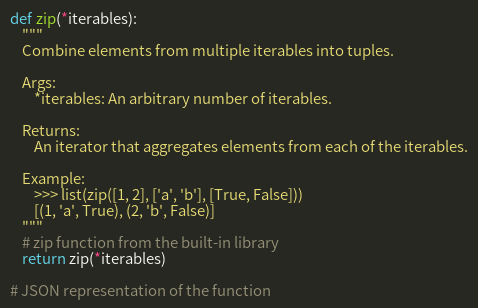 def zip(*iterables):
    """
    Combine elements from multiple iterables into tuples.

    Args:
        *iterables: An arbitrary number of iterables.

    Returns:
        An iterator that aggregates elements from each of the iterables.

    Example:
        >>> list(zip([1, 2], ['a', 'b'], [True, False]))
        [(1, 'a', True), (2, 'b', False)]
    """
    # zip function from the built-in library
    return zip(*iterables)

# JSON representation of the function